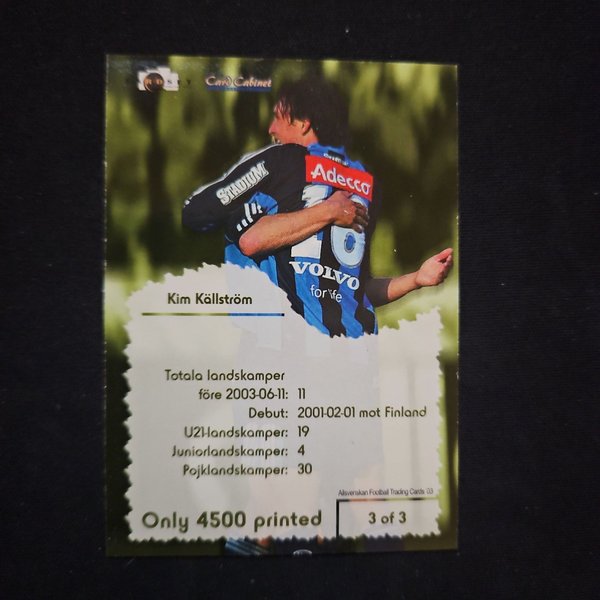 Card Cabinet
STADIUM
Adecco
16
VOLVO
for life
Kim Källström
Totala landskamper
före 2003-06-11: 11
Debut: 2001-02-01 mot Finland
U21-landskamper: 19
Juniorlandskamper: 4
Pojklandskamper: 30
Allsvenskan Football Trading Cards 03
Only 4500 printed
3 of 3